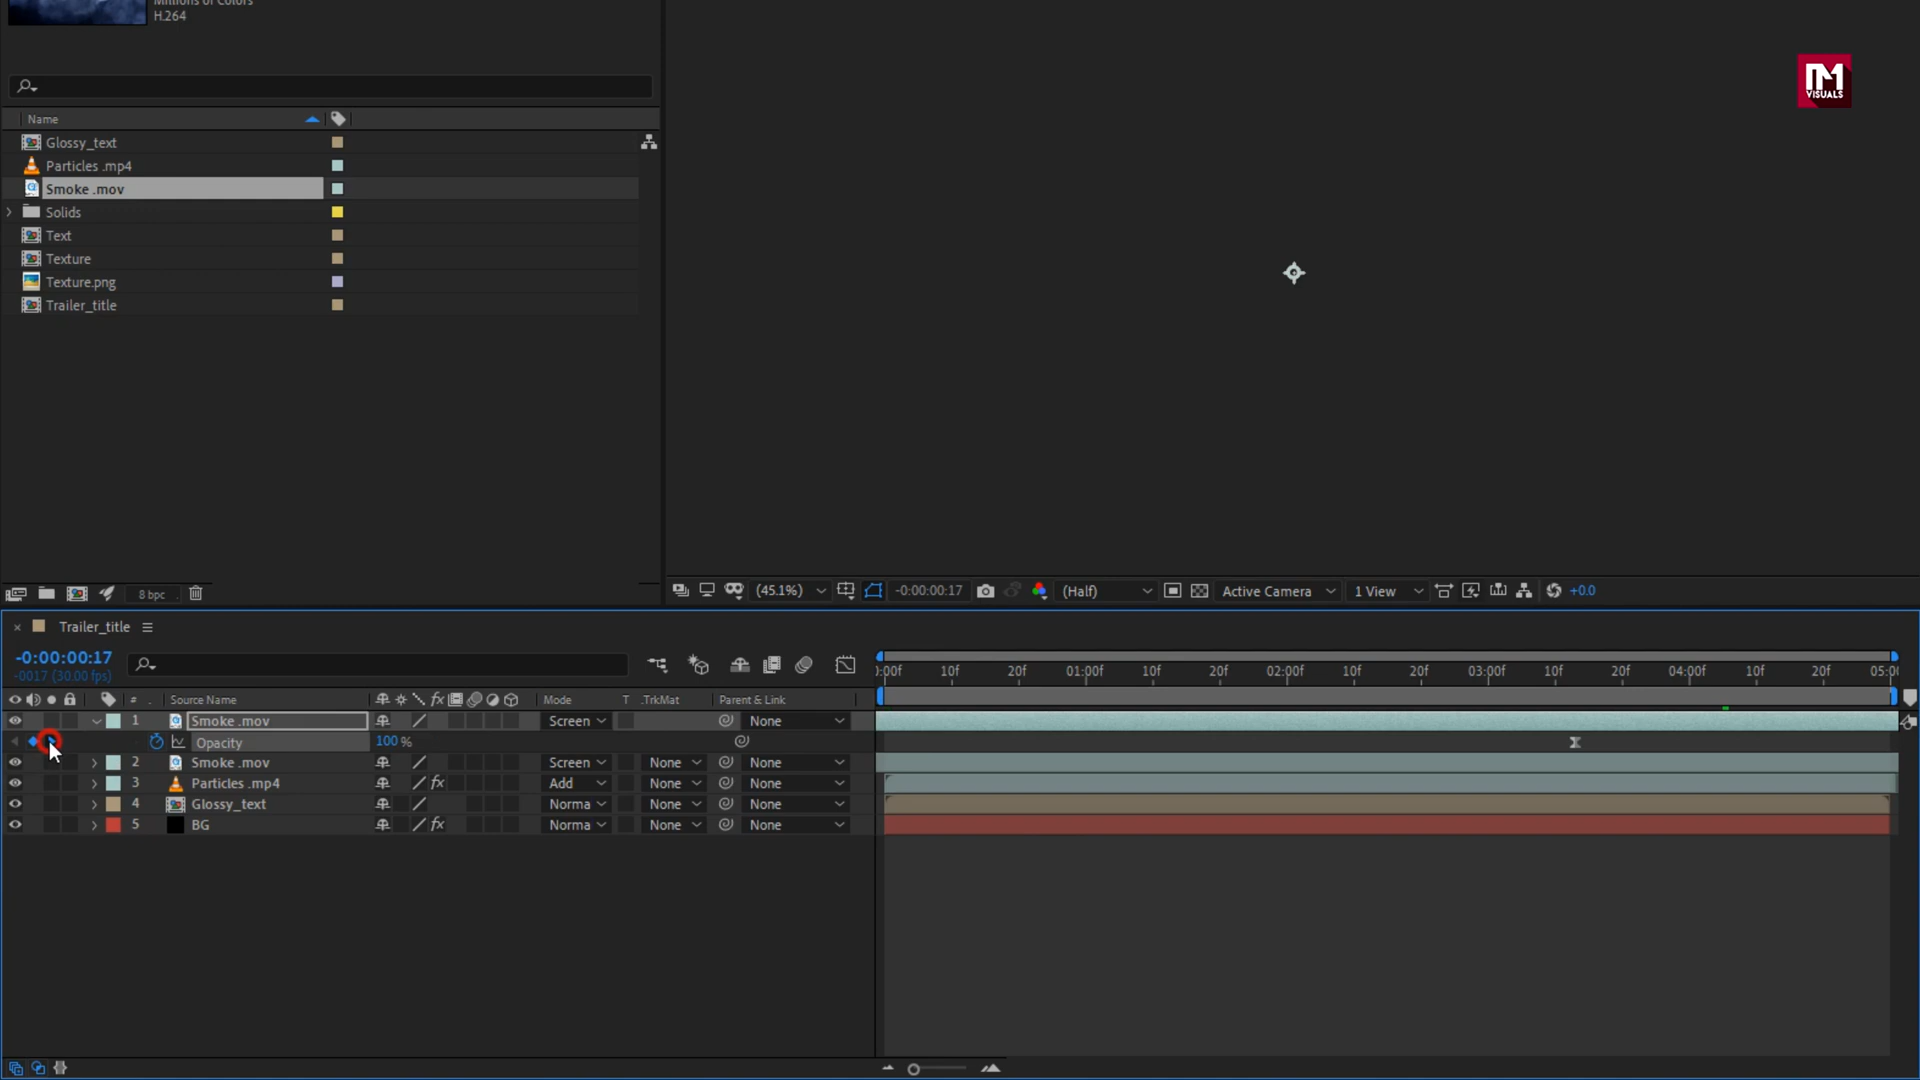 Millions of Colors
H.264
VISUALS
Name
Glossy_text
Particles .mp4
Smoke .mov
Solids
Text
Texture
Texture.png
Trailer_title
8 bpc
(45.1%) -0:00:00:17 (Half) Active Camera 1 View +0.0
Trailer_title
-0:00:00:17
-0017 (30.00 fps)
:00f 10f 20f 01:00f 10f 20f 02:00f 10f 20f 03:00f 10f 20f 04:00f 10f 20f 05:0
# Source Name fx Mode T .TrkMat Parent & Link
1 Smoke .mov Screen None
Opacity 100 %
2 Smoke .mov Screen None None
3 Particles .mp4 fx Add None None
4 Glossy_text Norma None None
5 BG fx Norma None None